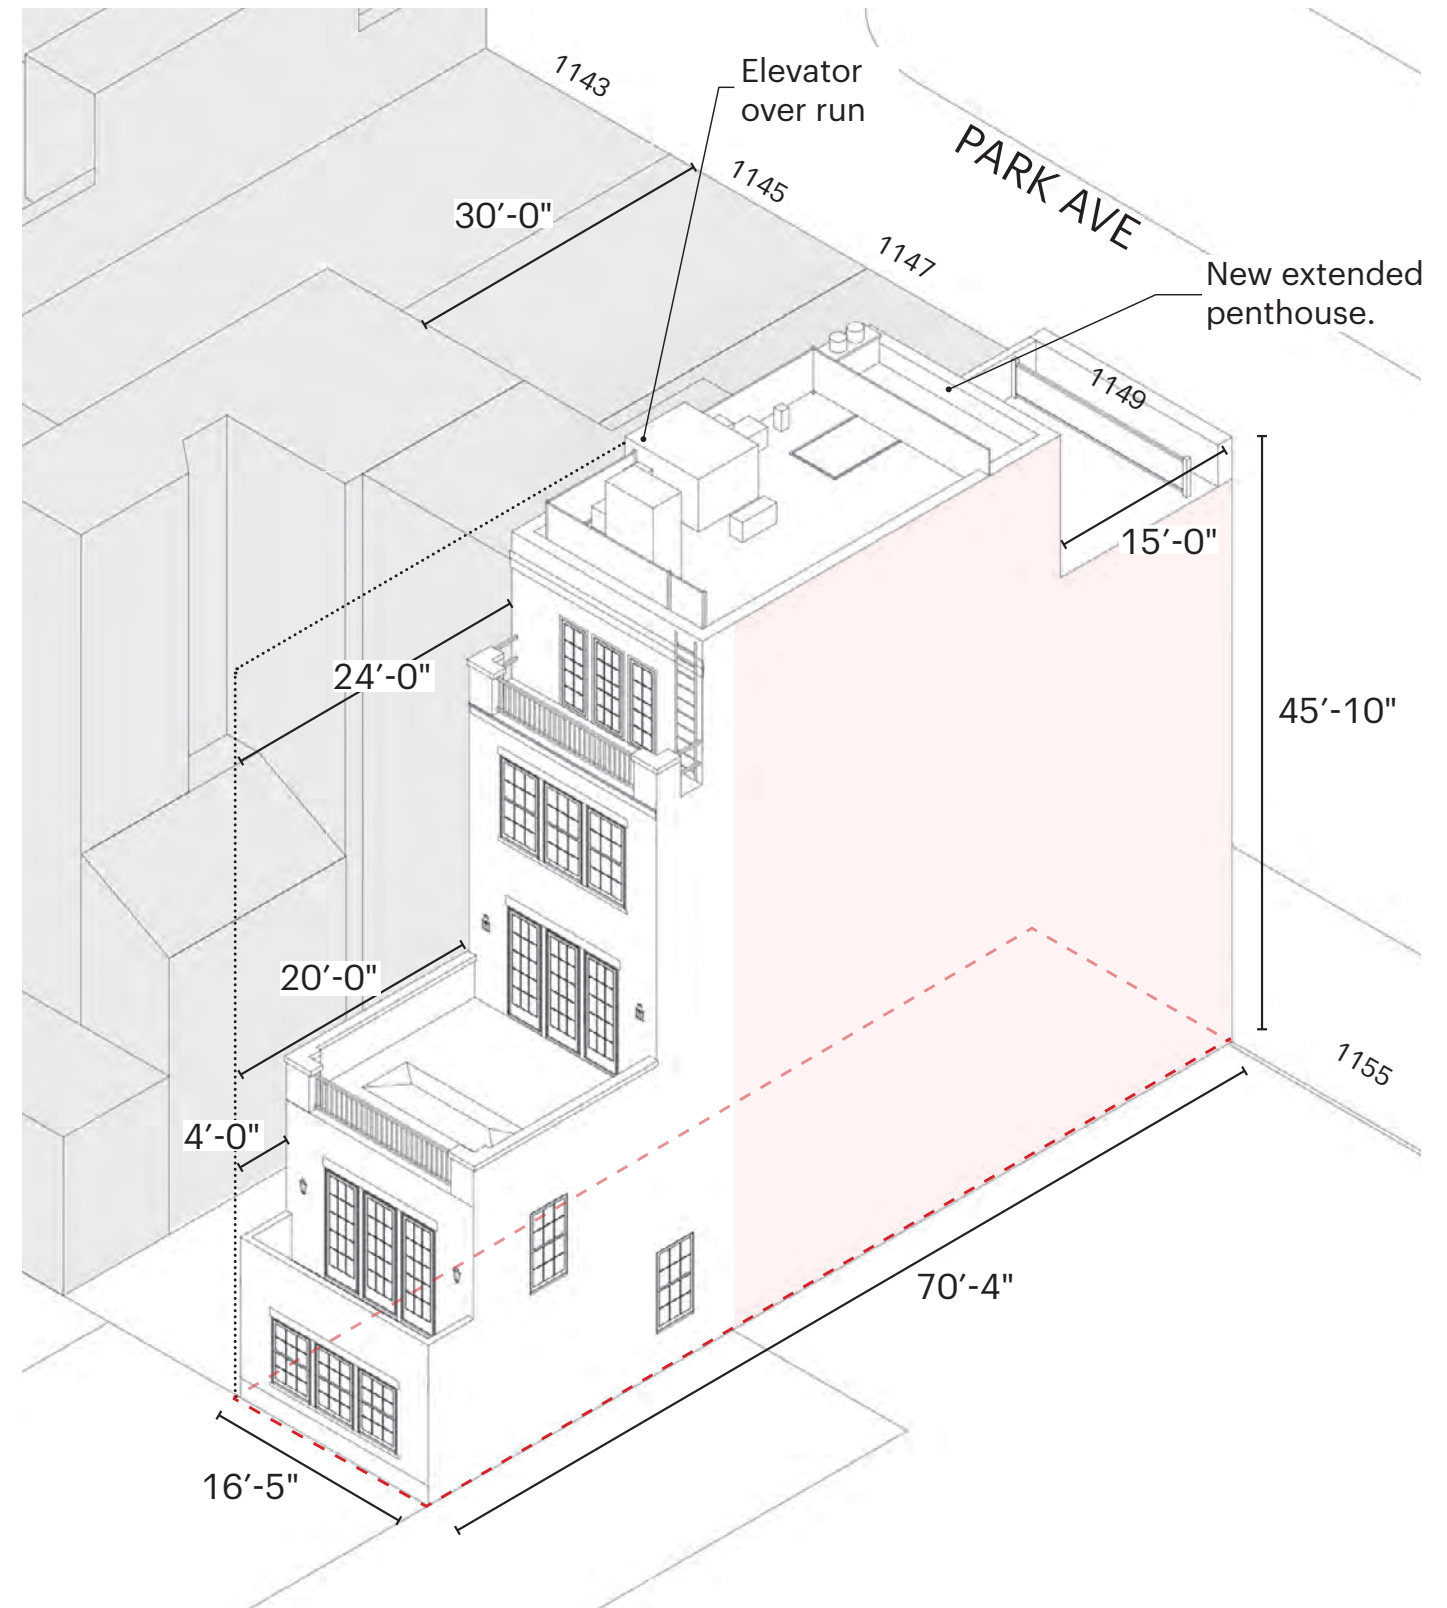 1143
Elevator
over run
1145
PARK AVE
30′-0"
1147
New extended
penthouse.
1149
15′-0"
24′-0"
45′-10"
20′-0"
1155
4′-0"
70′-4"
16′-5"